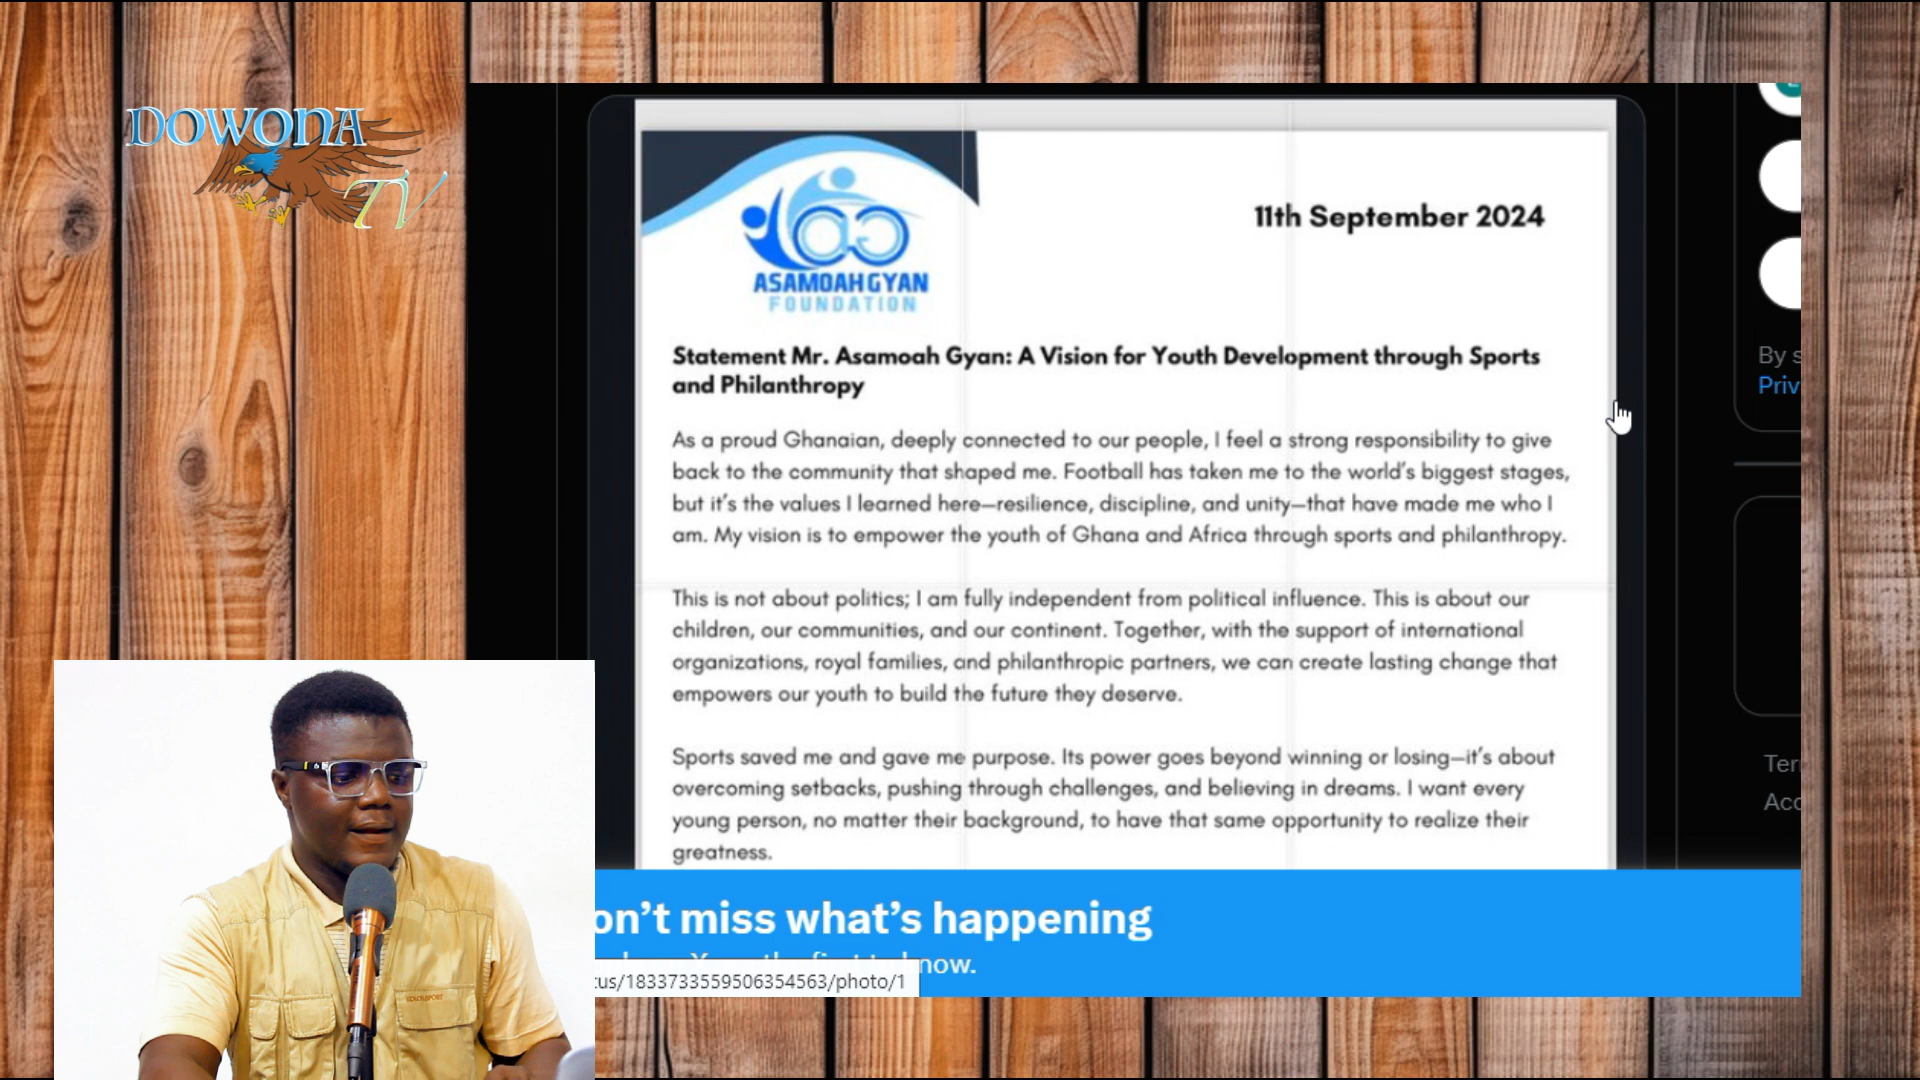 DOWONA
TV
ASAMOAH GYAN
FOUNDATION
11th September 2024
Statement Mr. Asamoah Gyan: A Vision for Youth Development through Sports
and Philanthropy
As a proud Ghanaian, deeply connected to our people, I feel a strong responsibility to give
back to the community that shaped me. Football has taken me to the world's biggest stages,
but it's the values I learned here—resilience, discipline, and unity—that have made me who I
am. My vision is to empower the youth of Ghana and Africa through sports and philanthropy.
This is not about politics; I am fully independent from political influence. This is about our
children, our communities, and our continent. Together, with the support of international
organizations, royal families, and philanthropic partners, we can create lasting change that
empowers our youth to build the future they deserve.
Sports saved me and gave me purpose. Its power goes beyond winning or losing—it's about
overcoming setbacks, pushing through challenges, and believing in dreams. I want every
young person, no matter their background, to have that same opportunity to realize their
greatness.
By s
Priv
Ter
Acc
on't miss what's happening
now.
tus/1833733559506354563/photo/1